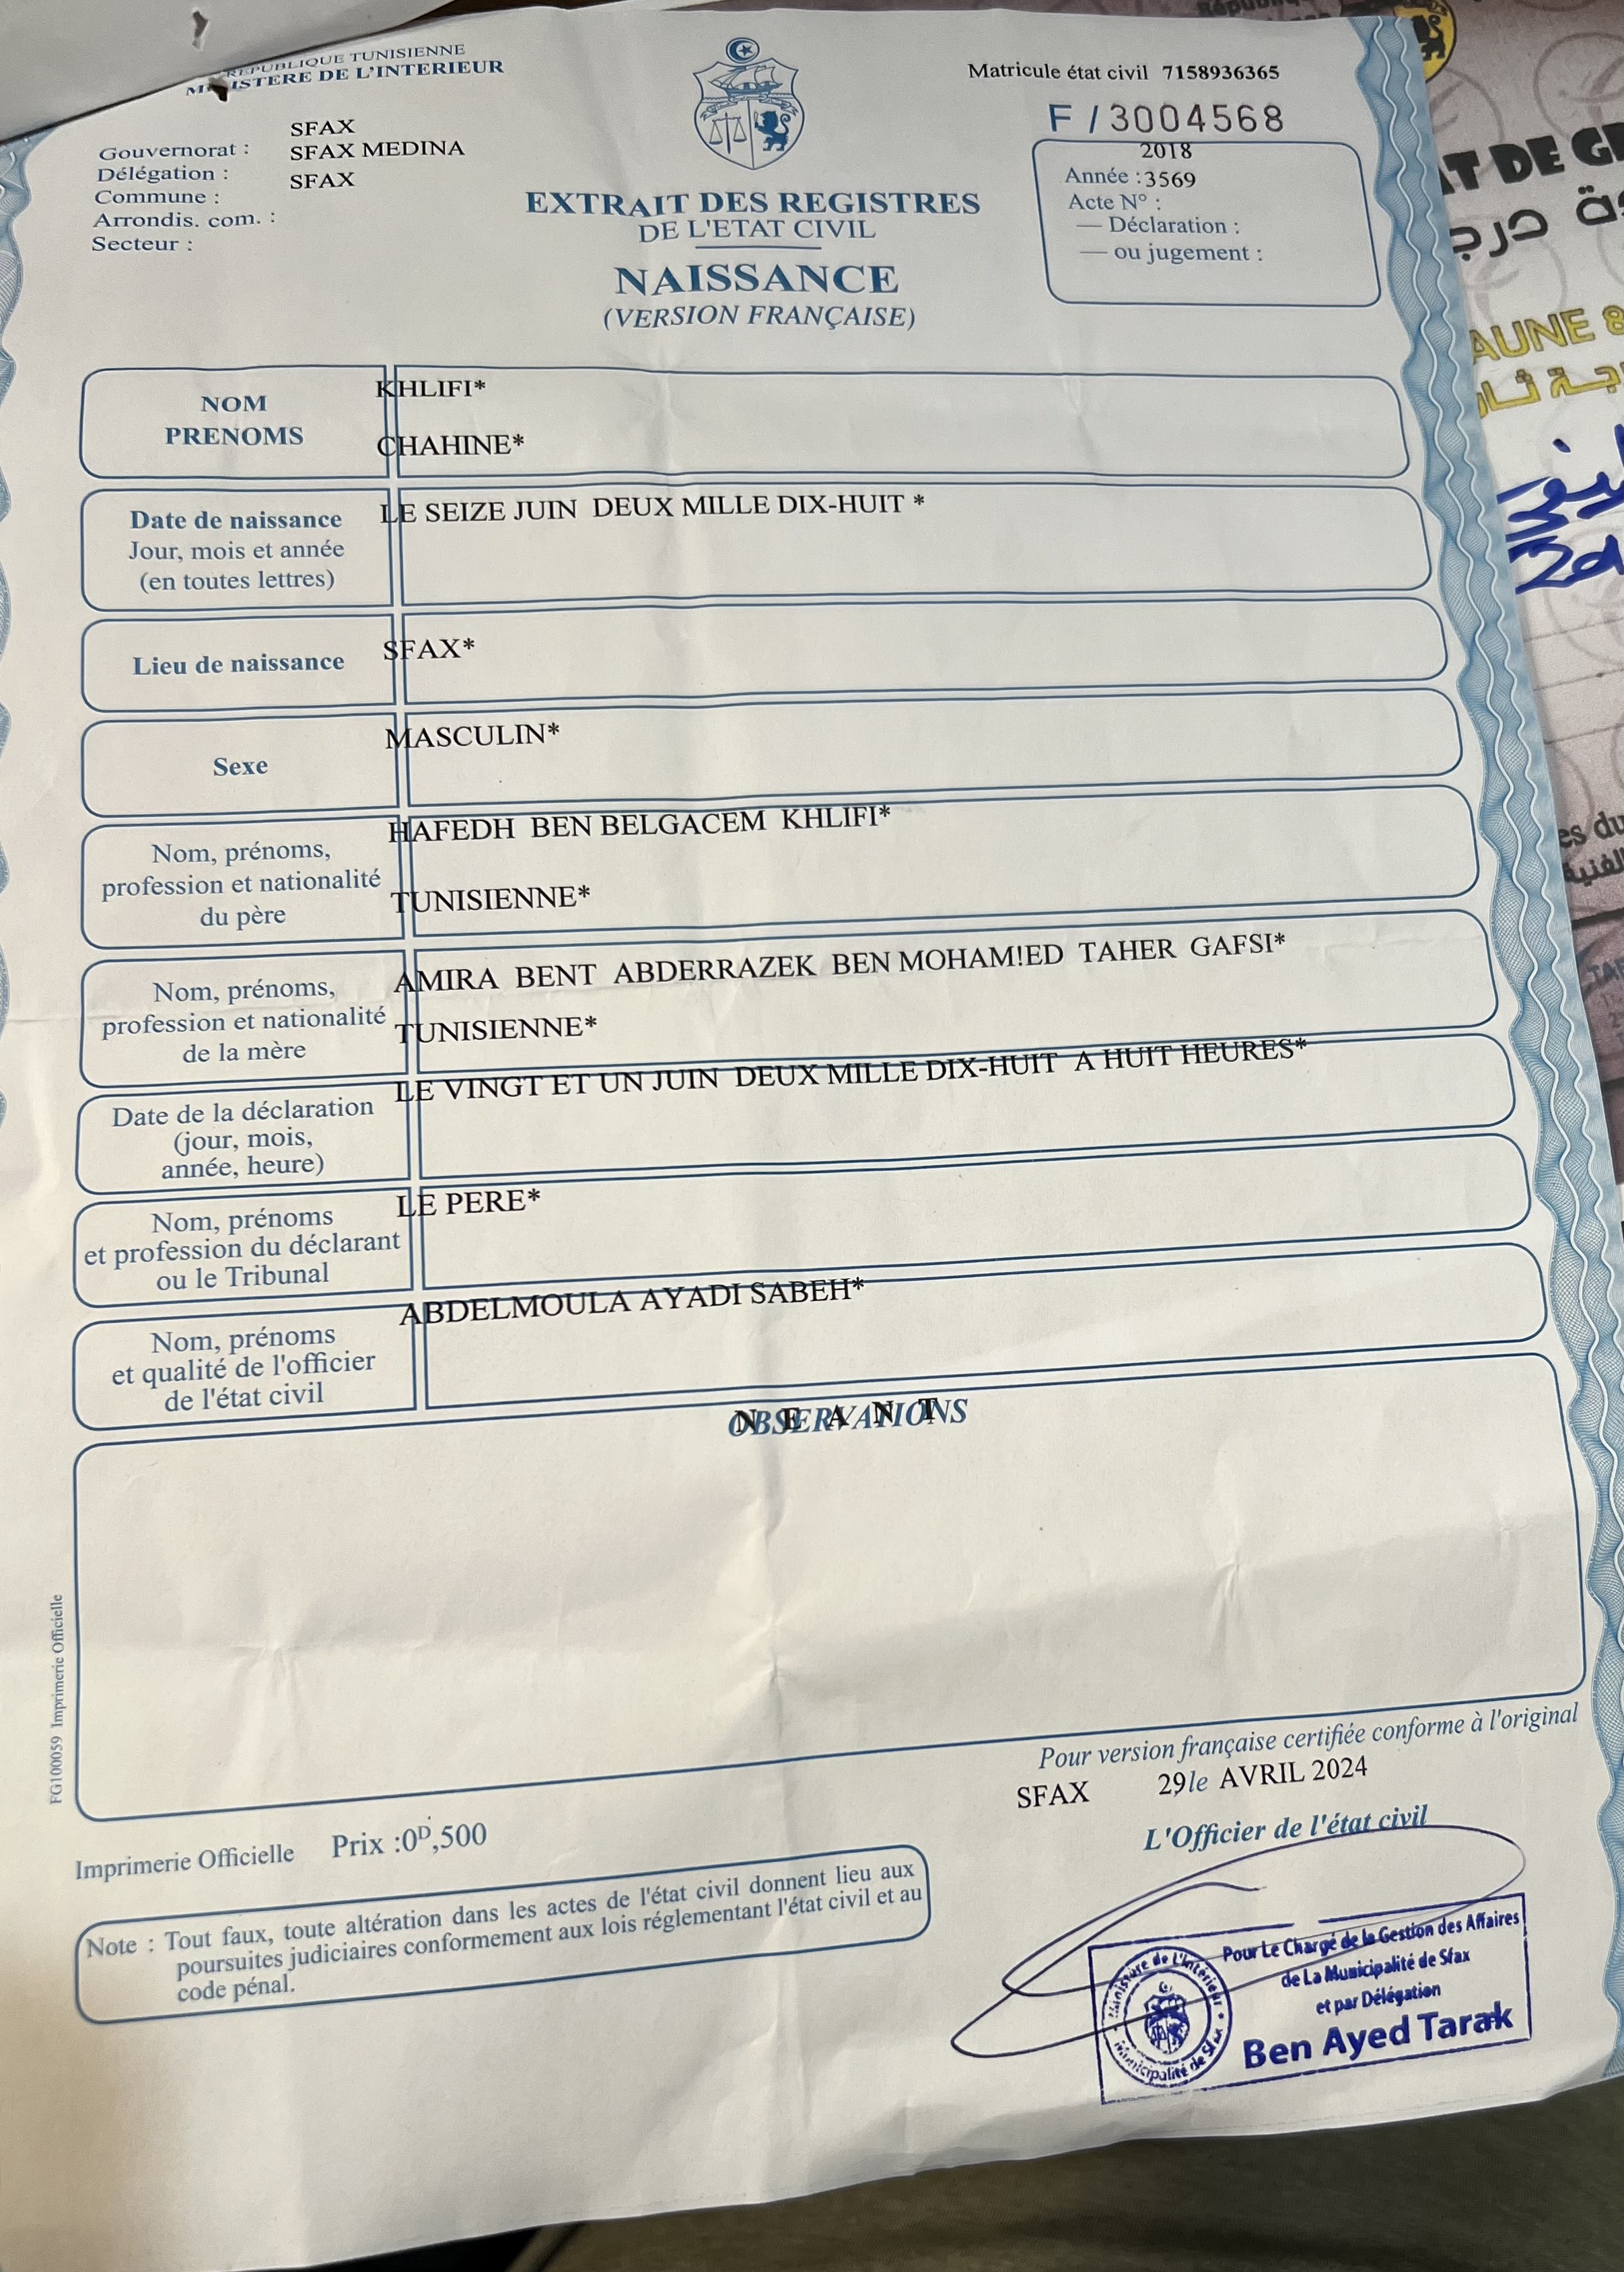 REPUBLIQUE TUNISIENNE
MINISTERE DE L'INTERIEUR
Gouvernorat : SFAX
Délégation : SFAX MEDINA
Commune : SFAX
Arrondis. com. :
Secteur :
EXTRAIT DES REGISTRES
DE L'ETAT CIVIL
NAISSANCE
(VERSION FRANÇAISE)
Matricule état civil 7158936365
F / 3004568
2018
Année : 3569
Acte N° :
— Déclaration :
— ou jugement :
NOM
PRENOMS
KHLIFI*
CHAHINE*
Date de naissance
Jour, mois et année
(en toutes lettres)
LE SEIZE JUIN DEUX MILLE DIX-HUIT *
Lieu de naissance
SFAX*
Sexe
MASCULIN*
Nom, prénoms,
profession et nationalité
du père
HAFEDH BEN BELGACEM KHLIFI*
TUNISIENNE*
Nom, prénoms,
profession et nationalité
de la mère
AMIRA BENT ABDERRAZEK BEN MOHAM!ED TAHER GAFSI*
TUNISIENNE*
Date de la déclaration
(jour, mois,
année, heure)
LE VINGT ET UN JUIN DEUX MILLE DIX-HUIT A HUIT HEURES*
Nom, prénoms
et profession du déclarant
ou le Tribunal
LE PERE*
Nom, prénoms
et qualité de l'officier
de l'état civil
ABDELMOULA AYADI SABEH*
OBSERVATIONS
N E A N T
FG100059 Imprimerie Officielle
Pour version française certifiée conforme à l'original
SFAX 29 le AVRIL 2024
L'Officier de l'état civil
Imprimerie Officielle Prix :0ᴰ,500
Note : Tout faux, toute altération dans les actes de l'état civil donnent lieu aux
poursuites judiciaires conformement aux lois réglementant l'état civil et au
code pénal.
Pour Le Chargé de la Gestion des Affaires
de La Municipalité de Sfax
et par Délégation
Ben Ayed Tarak
Ministère de L'Intérieur
Municipalité de Sfax
AT DE G
AUNE 8
es du